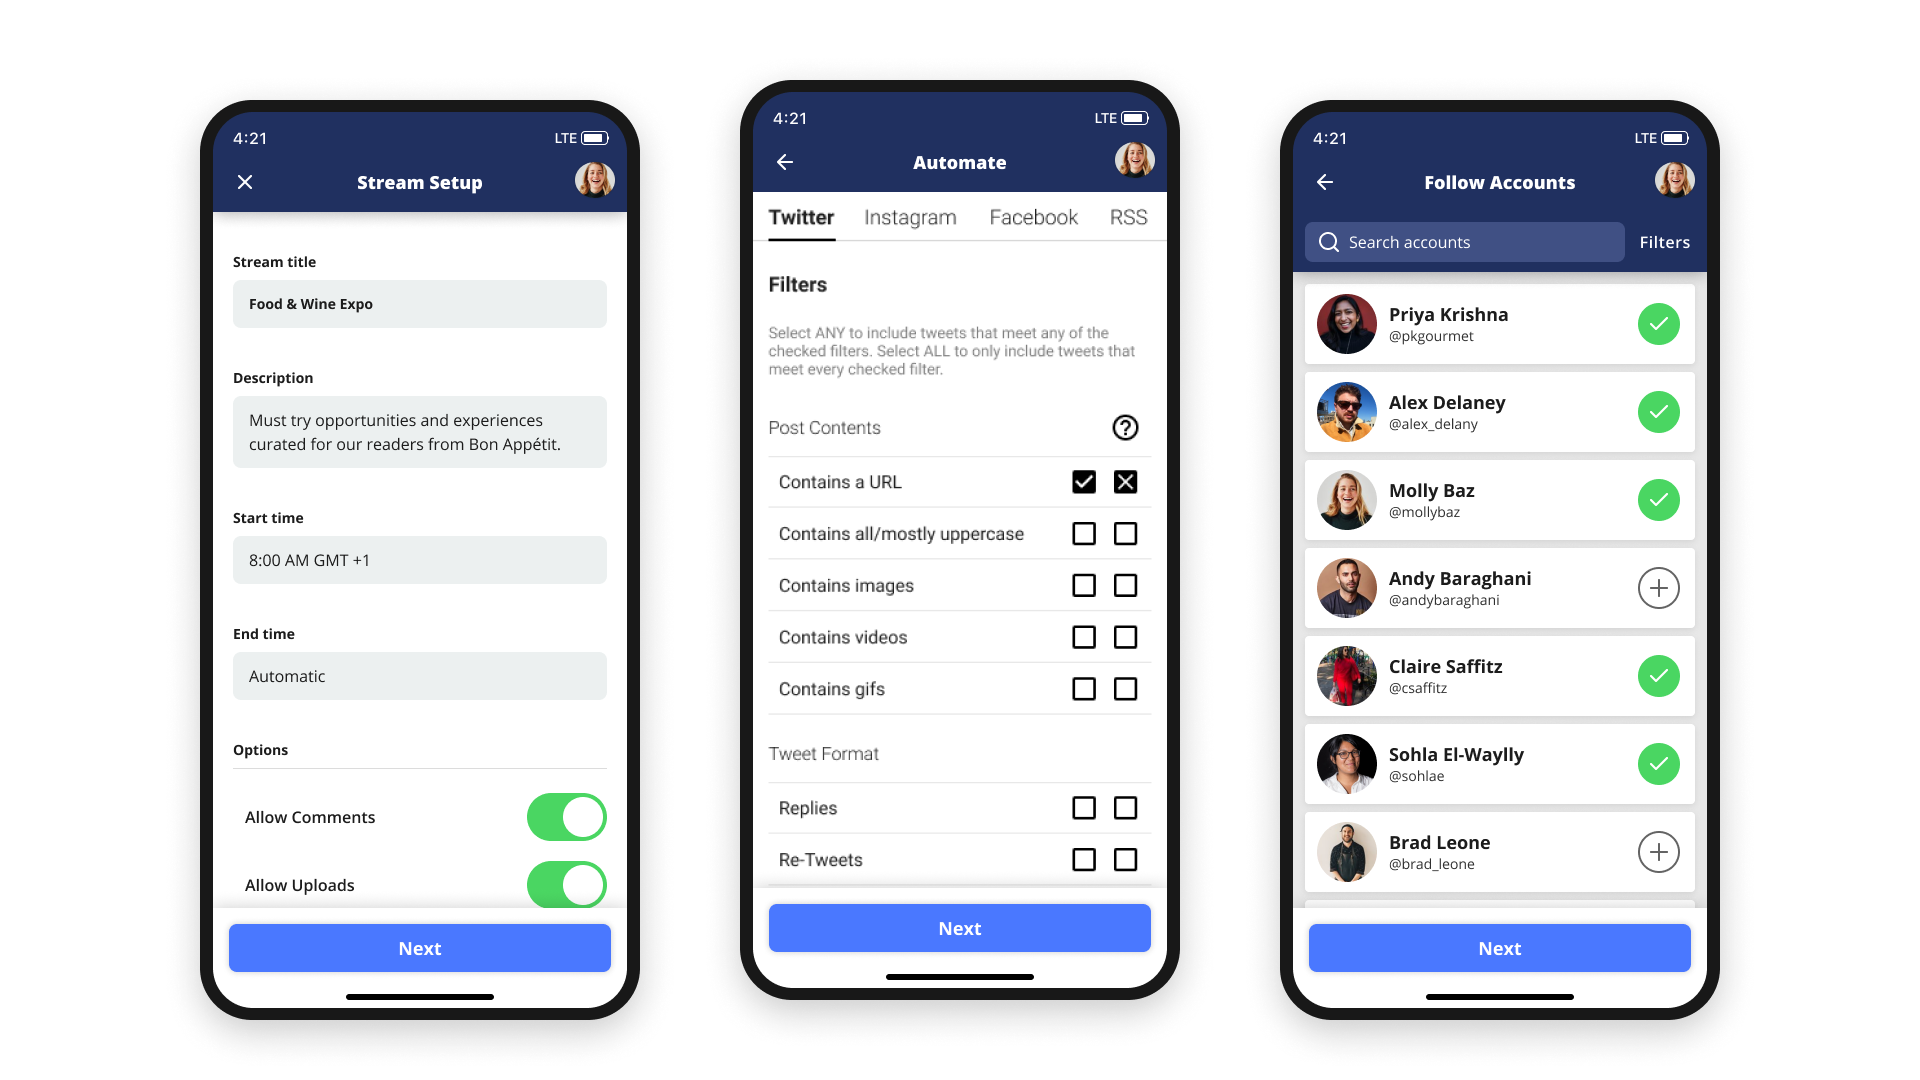 4:21
LTE
Stream Setup
Stream title
Food & Wine Expo
Description
Must try opportunities and experiences
curated for our readers from Bon Appétit.
Start time
8:00 AM GMT +1
End time
Automatic
Options
Allow Comments
Allow Uploads
Next
4:21
LTE
Automate
Twitter Instagram Facebook RSS
Filters
Select ANY to include tweets that meet any of the
checked filters. Select ALL to only include tweets that
meet every checked filter.
Post Contents
Contains a URL
Contains all/mostly uppercase
Contains images
Contains videos
Contains gifs
Tweet Format
Replies
Re-Tweets
Next
4:21
LTE
Follow Accounts
Search accounts
Filters
Priya Krishna
@pkgourmet
Alex Delaney
@alex_delany
Molly Baz
@mollybaz
Andy Baraghani
@andybaraghani
Claire Saffitz
@csaffitz
Sohla El-Waylly
@sohlae
Brad Leone
@brad_leone
Next